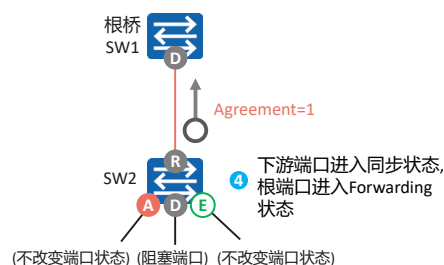 根桥
SW1
D
Agreement=1
R
SW2
A
D
E
4
下游端口进入同步状态,
根端口进入Forwarding
状态
(不改变端口状态) (阻塞端口) (不改变端口状态)